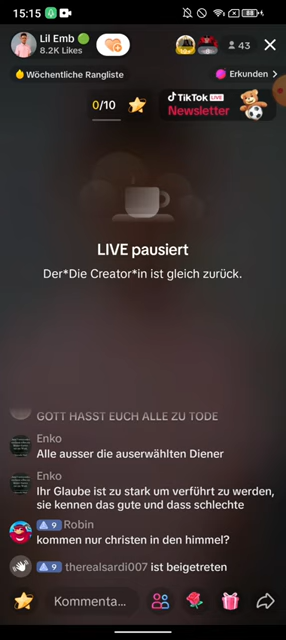 15:15
88
Lil Emb
8.2K Likes
43
Wöchentliche Rangliste
Erkunden >
0/10
TikTok LIVE
Newsletter
LIVE pausiert
Der*Die Creator*in ist gleich zurück.
GOTT HASST EUCH ALLE ZU TODE
Enko
Alle ausser die auserwählten Diener
Enko
Ihr Glaube ist zu stark um verführt zu werden,
sie kennen das gute und dass schlechte
9 Robin
kommen nur christen in den himmel?
9 therealsardi007 ist beigetreten
Kommenta...